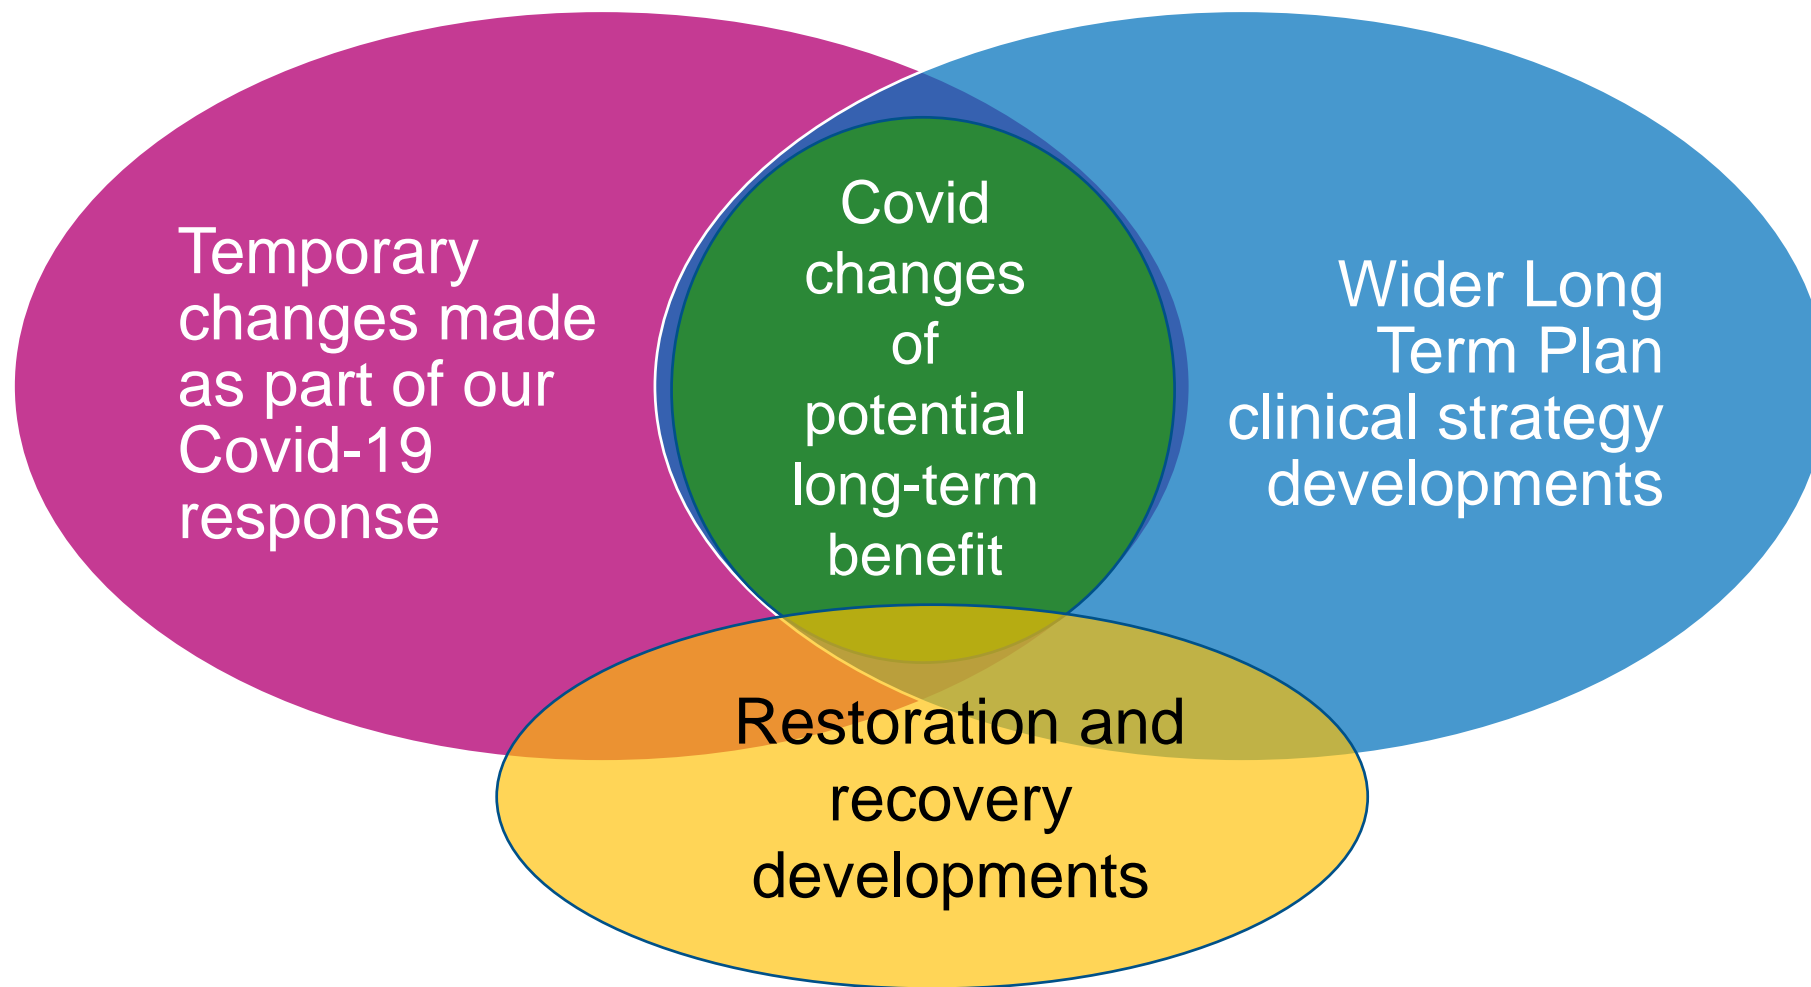 Temporary
changes made
as part of our
Covid-19
response
Covid
changes
of
potential
long-term
benefit
Wider Long
Term Plan
clinical strategy
developments
Restoration and
recovery
developments